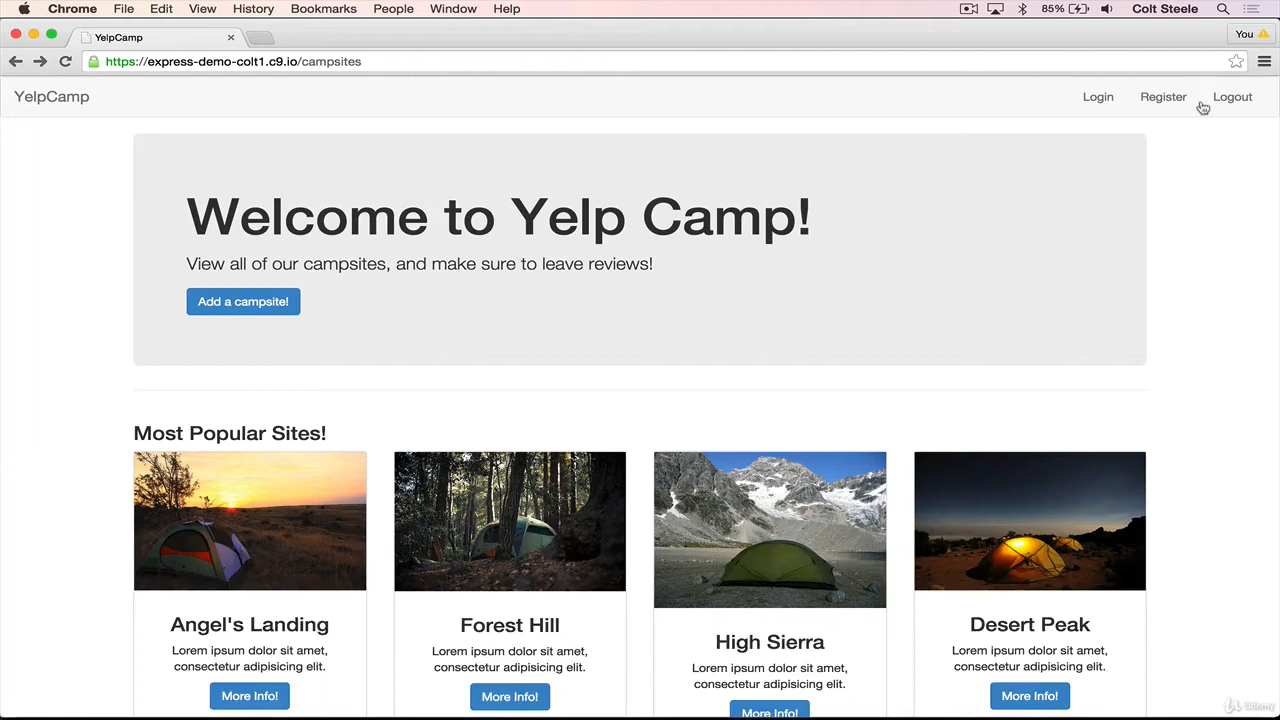 Chrome File Edit View History Bookmarks People Window Help 85% Colt Steele
YelpCamp You
https://express-demo-colt1.c9.io/campsites
YelpCamp Login Register Logout
Welcome to Yelp Camp!
View all of our campsites, and make sure to leave reviews!
Add a campsite!
Most Popular Sites!
Angel's Landing
Lorem ipsum dolor sit amet,
consectetur adipisicing elit.
More Info!
Forest Hill
Lorem ipsum dolor sit amet,
consectetur adipisicing elit.
More Info!
High Sierra
Lorem ipsum dolor sit amet,
consectetur adipisicing elit.
More Info!
Desert Peak
Lorem ipsum dolor sit amet,
consectetur adipisicing elit.
More Info!
Udemy